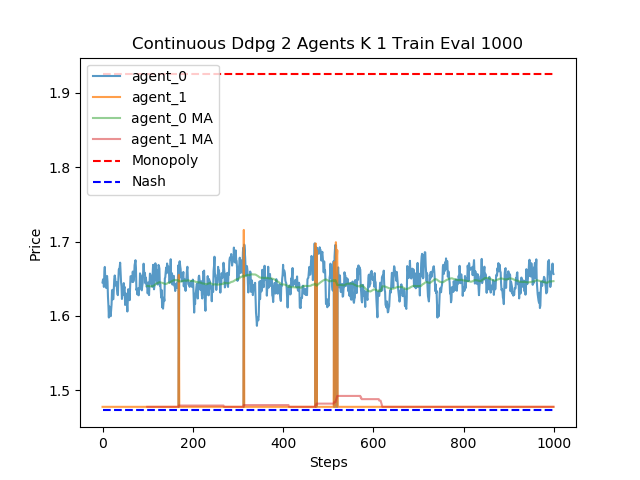 Continuous Ddpg 2 Agents K 1 Train Eval 1000
agent_0
agent_1
agent_0 MA
agent_1 MA
Monopoly
Nash
Price
1.9
1.8
1.7
1.6
1.5
0
200
400
600
800
1000
Steps